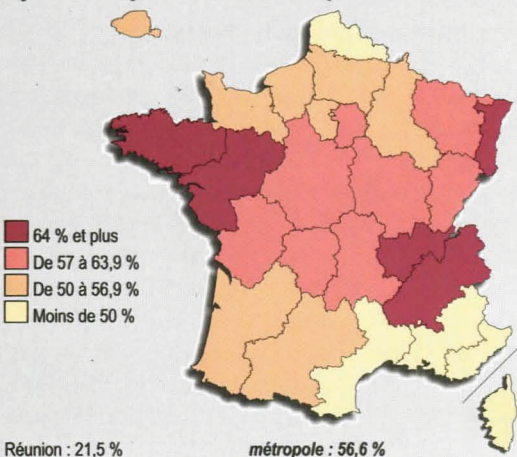 64 % et plus
De 57 à 63,9 %
De 50 à 56,9 %
Moins de 50 %
Réunion : 21,5 %
métropole : 56,6 %